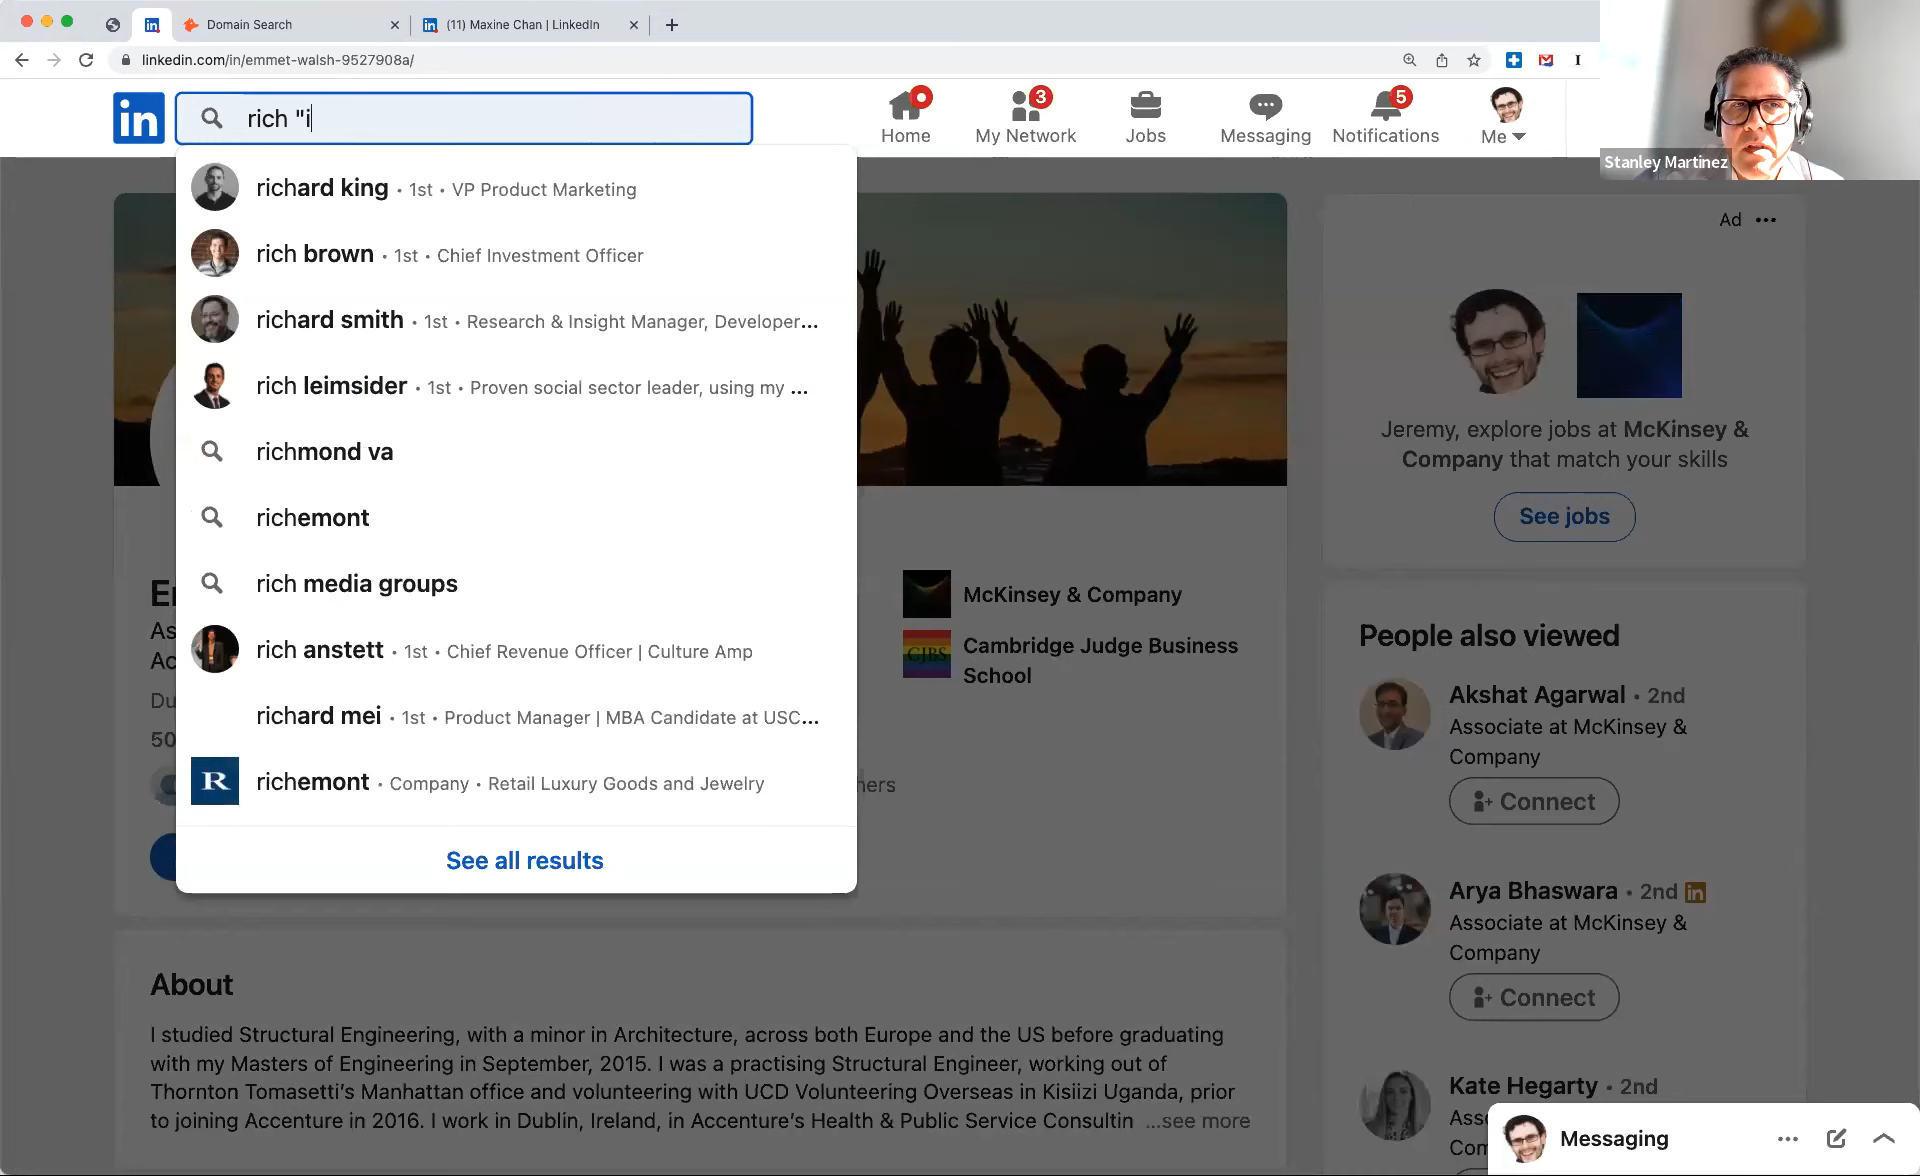 Domain Search
(11) Maxine Chan | LinkedIn
linkedin.com/in/emmet-walsh-9527908a/
in
rich "i
Home
3
My Network
Jobs
Messaging
5
Notifications
Me
Stanley Martinez
richard king • 1st • VP Product Marketing
rich brown • 1st • Chief Investment Officer
richard smith • 1st • Research & Insight Manager, Developer...
rich leimsider • 1st • Proven social sector leader, using my ...
richmond va
richemont
rich media groups
rich anstett • 1st • Chief Revenue Officer | Culture Amp
richard mei • 1st • Product Manager | MBA Candidate at USC...
R
richemont • Company • Retail Luxury Goods and Jewelry
See all results
McKinsey & Company
CJBS
Cambridge Judge Business
School
Du
50
About
I studied Structural Engineering, with a minor in Architecture, across both Europe and the US before graduating
with my Masters of Engineering in September, 2015. I was a practising Structural Engineer, working out of
Thornton Tomasetti's Manhattan office and volunteering with UCD Volunteering Overseas in Kisiizi Uganda, prior
to joining Accenture in 2016. I work in Dublin, Ireland, in Accenture's Health & Public Service Consultin ...see more
Ad
Jeremy, explore jobs at McKinsey &
Company that match your skills
See jobs
People also viewed
Akshat Agarwal • 2nd
Associate at McKinsey &
Company
Connect
Arya Bhaswara • 2nd in
Associate at McKinsey &
Company
Connect
Kate Hegarty • 2nd
Messaging